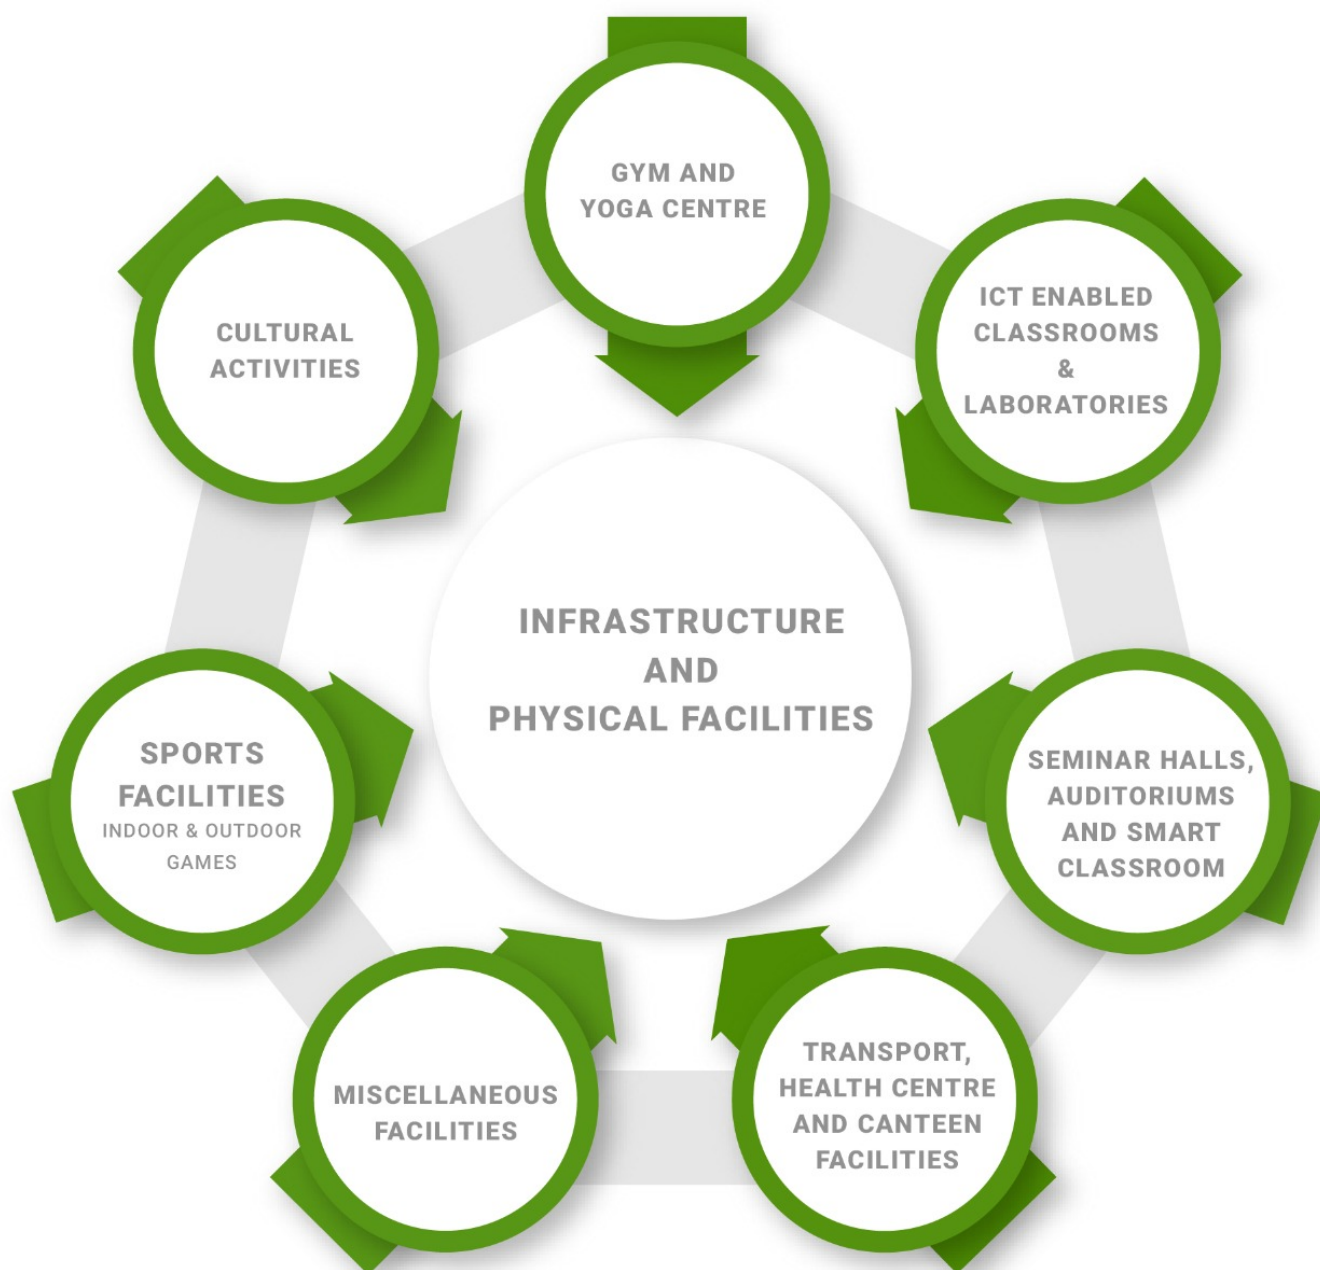 GYM AND
YOGA CENTRE
ICT ENABLED
CLASSROOMS
&
LABORATORIES
SEMINAR HALLS,
AUDITORIUMS
AND SMART
CLASSROOM
TRANSPORT,
HEALTH CENTRE
AND CANTEEN
FACILITIES
MISCELLANEOUS
FACILITIES
SPORTS
FACILITIES
INDOOR & OUTDOOR
GAMES
CULTURAL
ACTIVITIES
INFRASTRUCTURE
AND
PHYSICAL FACILITIES